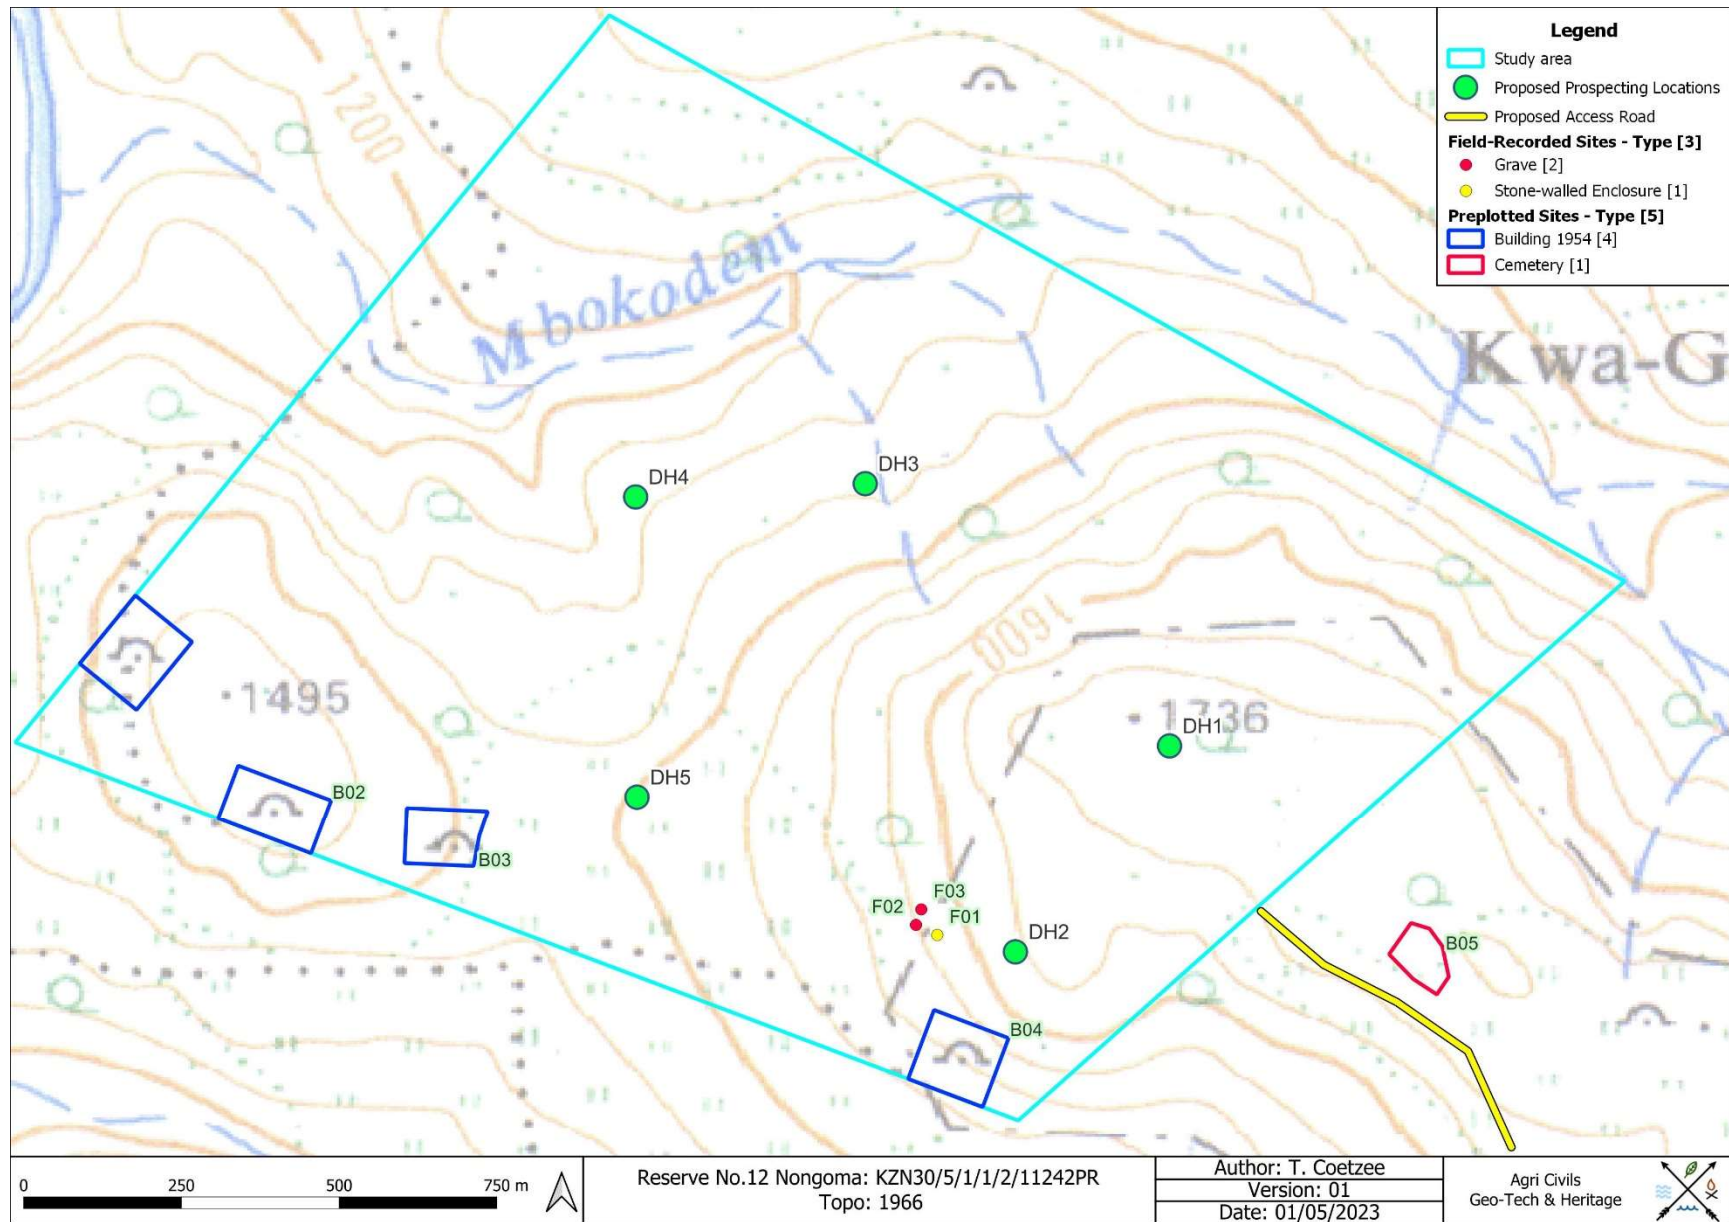 Legend
Study area
Proposed Prospecting Locations
Proposed Access Road
Field-Recorded Sites - Type [3]
Grave [2]
Stone-walled Enclosure [1]
Preplotted Sites - Type [5]
Building 1954 [4]
Cemetery [1]
1200
Mbokodeni
Kwa-G
DH4
DH3
1600
1495
1736
DH1
B02
DH5
B03
F03
F02
F01
DH2
B05
B04
0 250 500 750 m
Reserve No.12 Nongoma: KZN30/5/1/1/2/11242PR
Topo: 1966
Author: T. Coetzee
Version: 01
Date: 01/05/2023
Agri Civils
Geo-Tech & Heritage